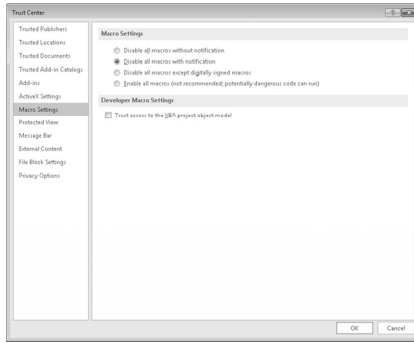 Trust Center
Trusted Publishers
Trusted Locations
Trusted Documents
Trusted Add-in Catalogs
Add-ins
ActiveX Settings
Macro Settings
Protected View
Message Bar
External Content
File Block Settings
Privacy Options
Macro Settings
Disable all macros without notification
Disable all macros with notification
Disable all macros except digitally signed macros
Enable all macros (not recommended; potentially dangerous code can run)
Developer Macro Settings
Trust access to the VBA project object model
OK
Cancel